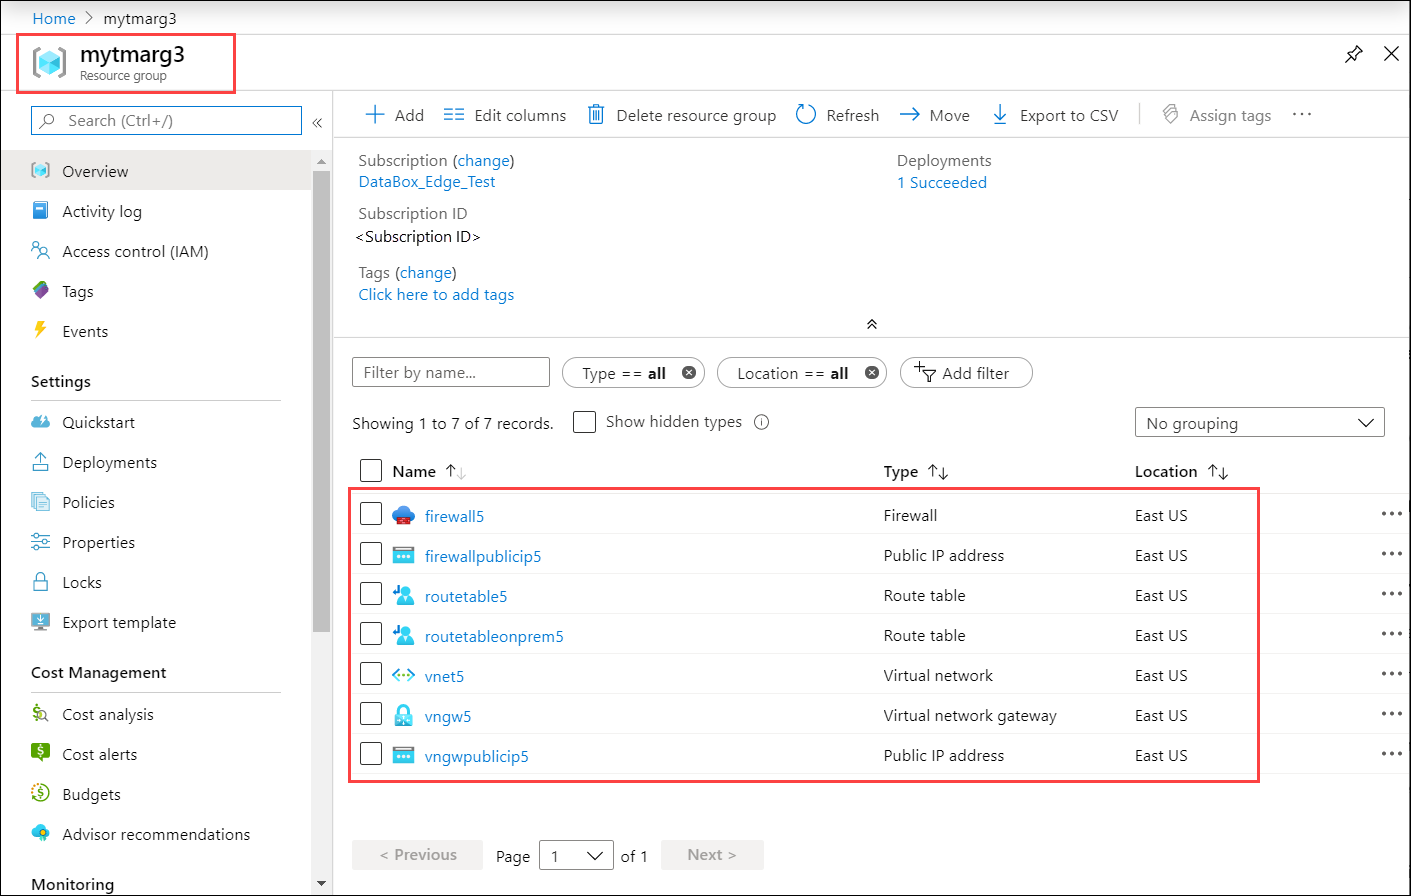 Home > mytmarg3
mytmarg3
Resource group
Search (Ctrl+/)
«
Overview
Activity log
Access control (IAM)
Tags
Events
Settings
Quickstart
Deployments
Policies
Properties
Locks
Export template
Cost Management
Cost analysis
Cost alerts
Budgets
Advisor recommendations
Monitoring
Add Edit columns Delete resource group Refresh Move Export to CSV Assign tags ...
Subscription (change)
DataBox_Edge_Test
Subscription ID
<Subscription ID>
Tags (change)
Click here to add tags
Deployments
1 Succeeded
Filter by name... Type == all Location == all Add filter
Showing 1 to 7 of 7 records. Show hidden types No grouping
Name Type Location
firewall5 Firewall East US
firewallpublicip5 Public IP address East US
routetable5 Route table East US
routetableonprem5 Route table East US
vnet5 Virtual network East US
vngw5 Virtual network gateway East US
vngwpublicip5 Public IP address East US
< Previous Page 1 of 1 Next >